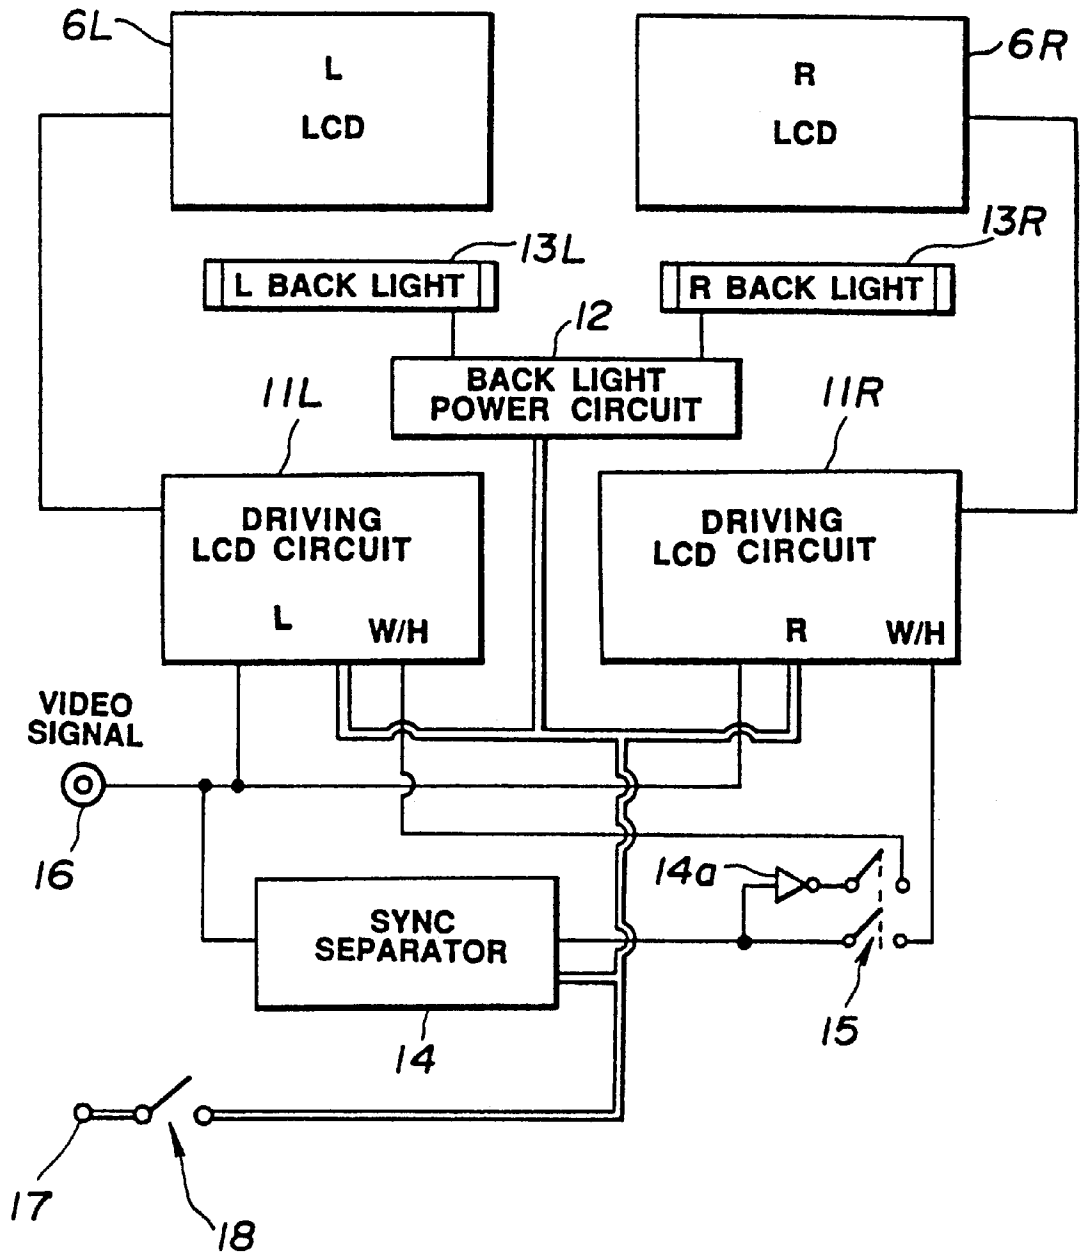 6L
6R
L
LCD
R
LCD
13L
13R
L BACK LIGHT
R BACK LIGHT
12
BACK LIGHT
POWER CIRCUIT
11L
11R
DRIVING
LCD CIRCUIT
L
W/H
DRIVING
LCD CIRCUIT
R
W/H
VIDEO
SIGNAL
16
14a
SYNC
SEPARATOR
14
15
17
18